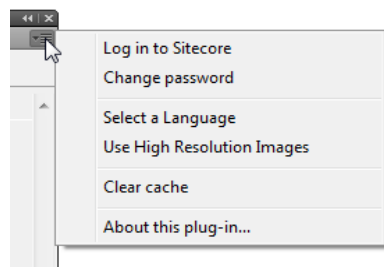 Log in to Sitecore
Change password
Select a Language
Use High Resolution Images
Clear cache
About this plug-in...